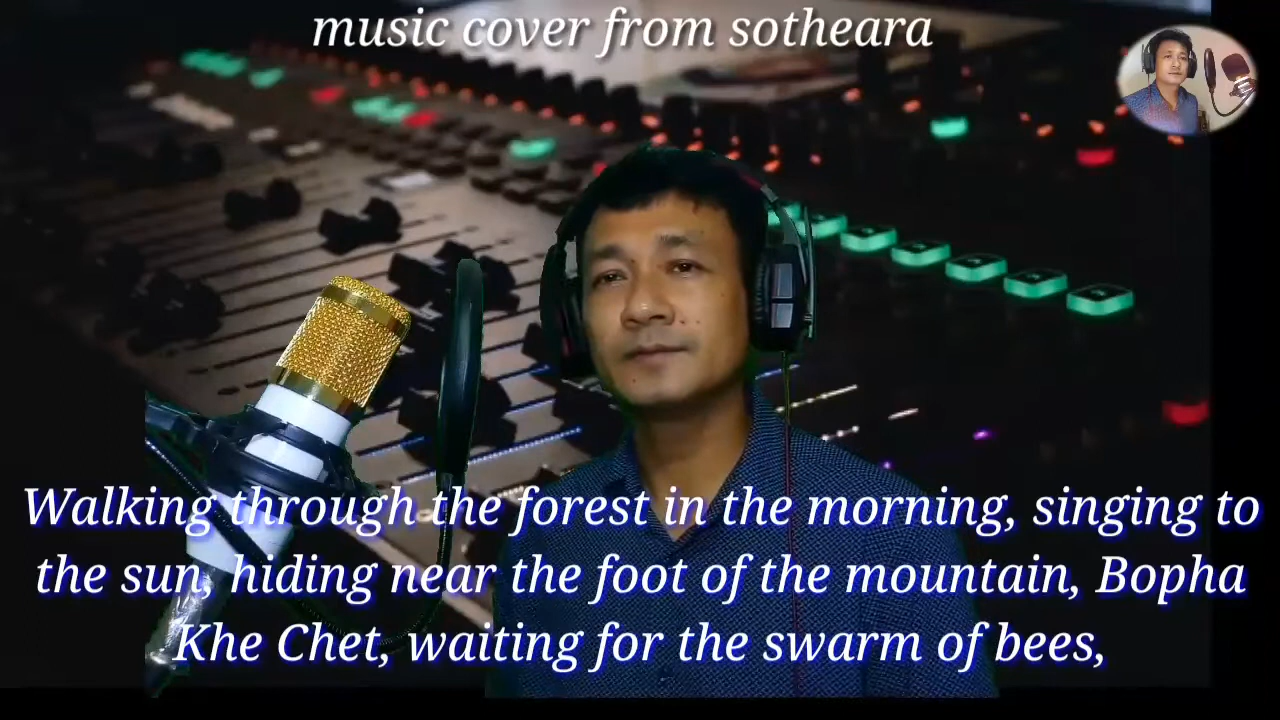 music cover from sotheara
Walking through the forest in the morning, singing to
the sun, hiding near the foot of the mountain, Bopha
Khe Chet, waiting for the swarm of bees,